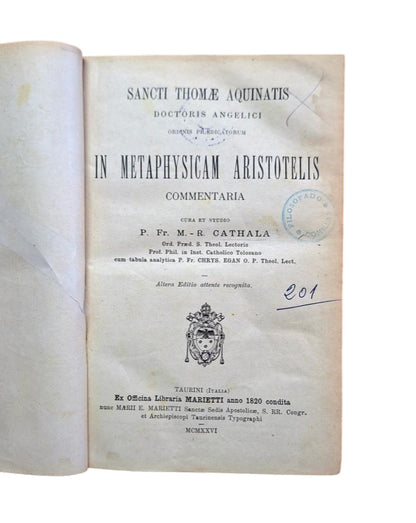 SANCTI THOMÆ AQUINATIS
DOCTORIS ANGELICI
ORDINIS PRÆDICATORUM
IN METAPHYSICAM ARISTOTELIS
COMMENTARIA
CURA ET STUDIO
P. Fr. M.-R. CATHALA
Ord. Præd. S. Theol. Lectoris
Prof. Phil. in Inst. Catholico Tolosano
cum tabula analytica P. Fr. CHRYS. EGAN O. P. Theol. Lect.
Altera Editio attente recognita.
FILOSOFADO
201
TAURINI (Italia)
Ex Officina Libraria MARIETTI anno 1820 condita
nunc MARII E. MARIETTI Sanctæ Sedis Apostolicæ, S. RR. Congr.
et Archiepiscopi Taurinensis Typographi
MCMXXVI